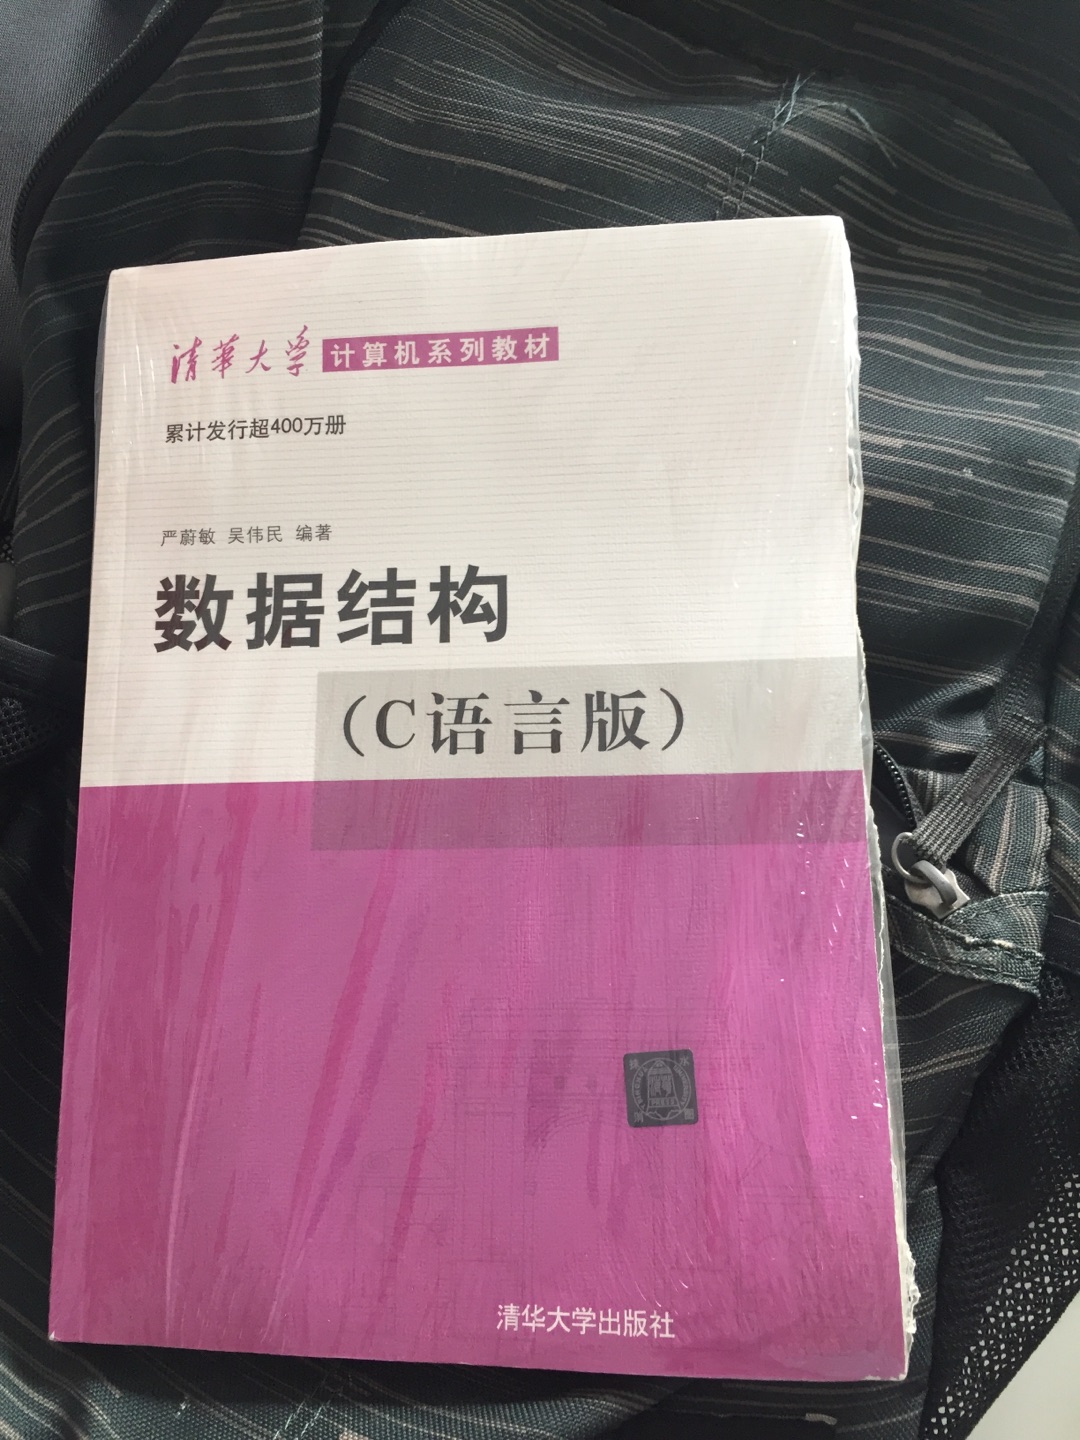 清華大学 计算机系列教材
累计发行超400万册
严蔚敏 吴伟民 编著
数据结构
（C语言版）
清华大学出版社